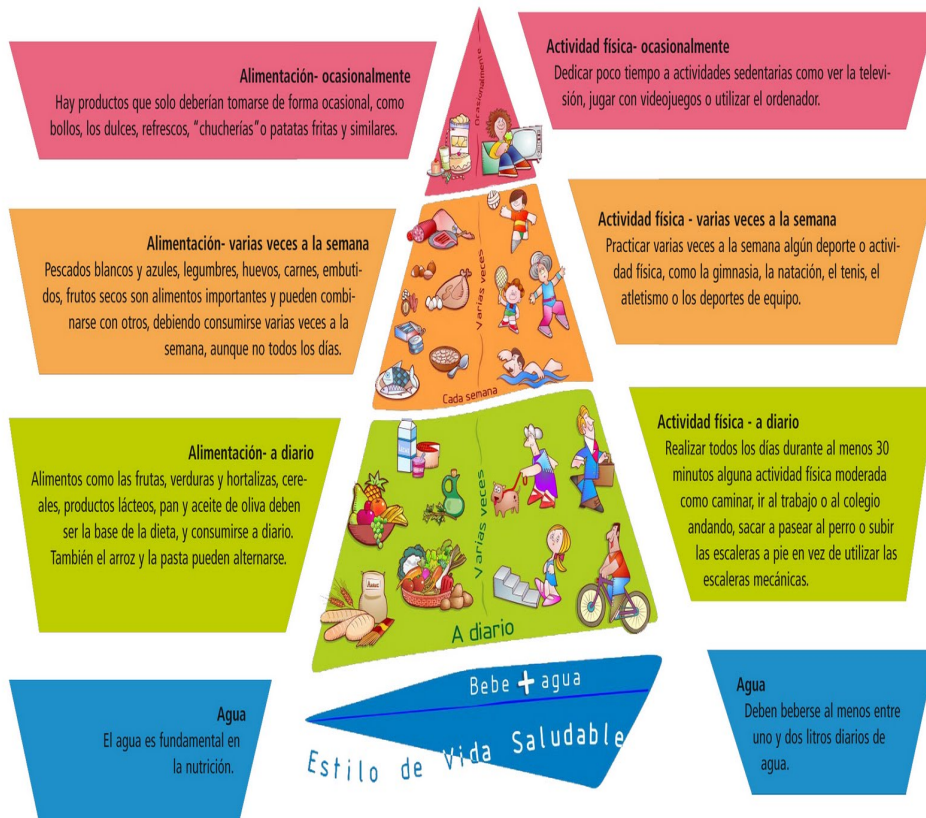 Alimentación- ocasionalmente
Hay productos que solo deberían tomarse de forma ocasional, como
bollos, los dulces, refrescos, "chucherías" o patatas fritas y similares.
Ocasionalmente
Actividad física- ocasionalmente
Dedicar poco tiempo a actividades sedentarias como ver la televi-
sión, jugar con videojuegos o utilizar el ordenador.
Alimentación- varias veces a la semana
Pescados blancos y azules, legumbres, huevos, carnes, embuti-
dos, frutos secos son alimentos importantes y pueden combi-
narse con otros, debiendo consumirse varias veces a la
semana, aunque no todos los días.
Varias veces
Cada semana
Actividad física - varias veces a la semana
Practicar varias veces a la semana algún deporte o activi-
dad física, como la gimnasia, la natación, el tenis, el
atletismo o los deportes de equipo.
Alimentación- a diario
Alimentos como las frutas, verduras y hortalizas, cere-
ales, productos lácteos, pan y aceite de oliva deben
ser la base de la dieta, y consumirse a diario.
También el arroz y la pasta pueden alternarse.
Varias veces
Arroz
A diario
Actividad física - a diario
Realizar todos los días durante al menos 30
minutos alguna actividad física moderada
como caminar, ir al trabajo o al colegio
andando, sacar a pasear al perro o subir
las escaleras a pie en vez de utilizar las
escaleras mecánicas.
Agua
El agua es fundamental en
la nutrición.
Bebe + agua
Estilo de Vida Saludable
Agua
Deben beberse al menos entre
uno y dos litros diarios de
agua.